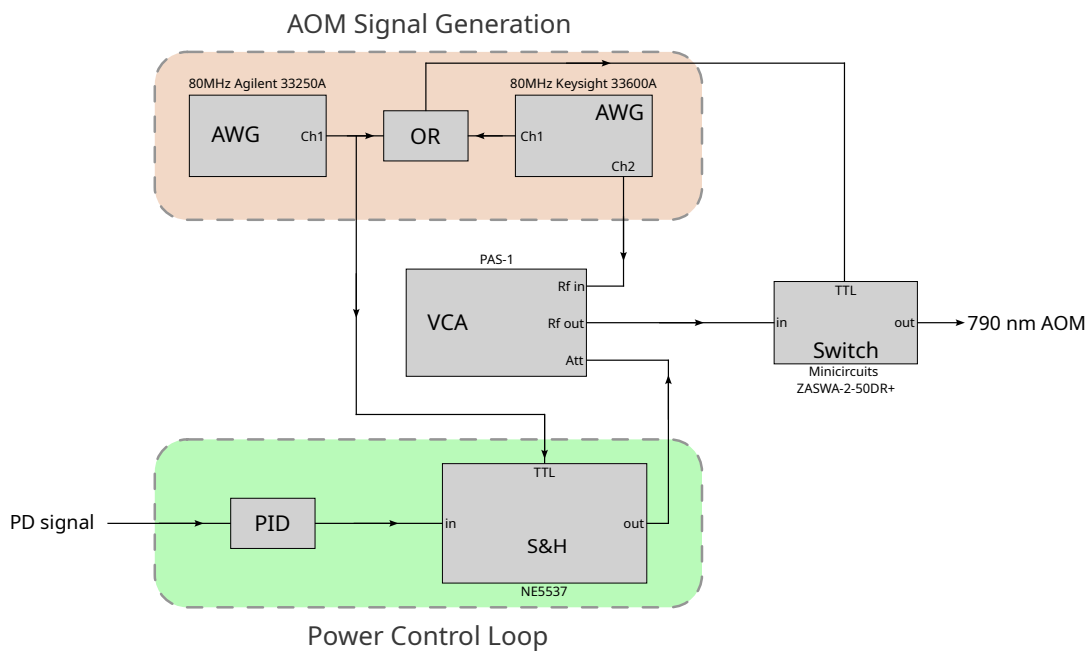 AOM Signal Generation
80MHz Agilent 33250A
80MHz Keysight 33600A
AWG
Ch1
OR
AWG
Ch1
Ch2
PAS-1
VCA
Rf in
Rf out
Att
TTL
in
out
Switch
Minicircuits
ZASWA-2-50DR+
790 nm AOM
PD signal
PID
TTL
in
out
S&H
NE5537
Power Control Loop